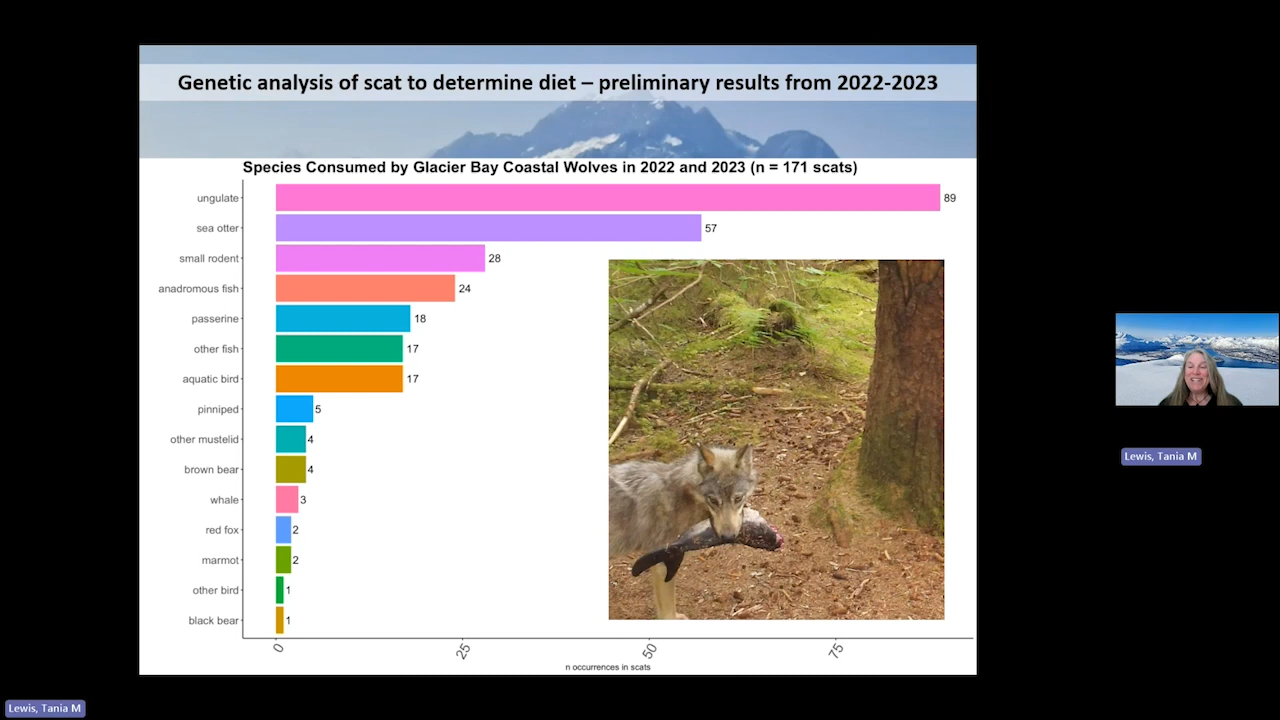 Genetic analysis of scat to determine diet – preliminary results from 2022-2023
Species Consumed by Glacier Bay Coastal Wolves in 2022 and 2023 (n = 171 scats)
ungulate 89
sea otter 57
small rodent 28
anadromous fish 24
passerine 18
other fish 17
aquatic bird 17
pinniped 5
other mustelid 4
brown bear 4
whale 3
red fox 2
marmot 2
other bird 1
black bear 1
0 25 50 75
n occurrences in scats
Lewis, Tania M
Lewis, Tania M